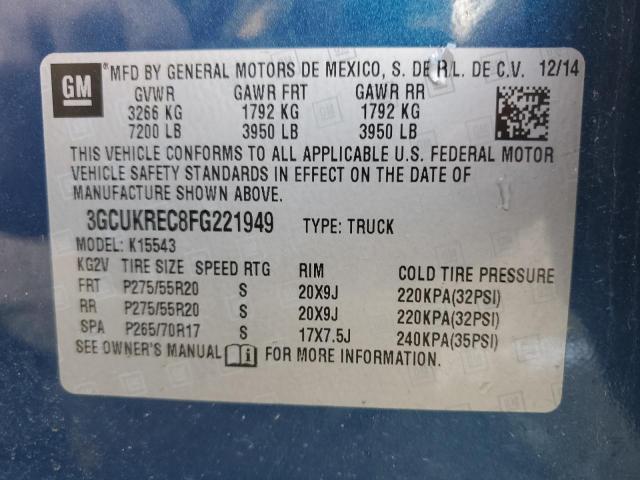 GM ® MFD BY GENERAL MOTORS DE MEXICO, S. DE R.L. DE C.V. 12/14
GVWR GAWR FRT GAWR RR
3266 KG 1792 KG 1792 KG
7200 LB 3950 LB 3950 LB
THIS VEHICLE CONFORMS TO ALL APPLICABLE U.S. FEDERAL MOTOR
VEHICLE SAFETY STANDARDS IN EFFECT ON THE DATE OF
MANUFACTURE SHOWN ABOVE.
3GCUKREC8FG221949 TYPE: TRUCK
MODEL: K15543
KG2V TIRE SIZE SPEED RTG RIM COLD TIRE PRESSURE
FRT P275/55R20 S 20X9J 220KPA(32PSI)
RR P275/55R20 S 20X9J 220KPA(32PSI)
SPA P265/70R17 S 17X7.5J 240KPA(35PSI)
SEE OWNER'S MANUAL FOR MORE INFORMATION.